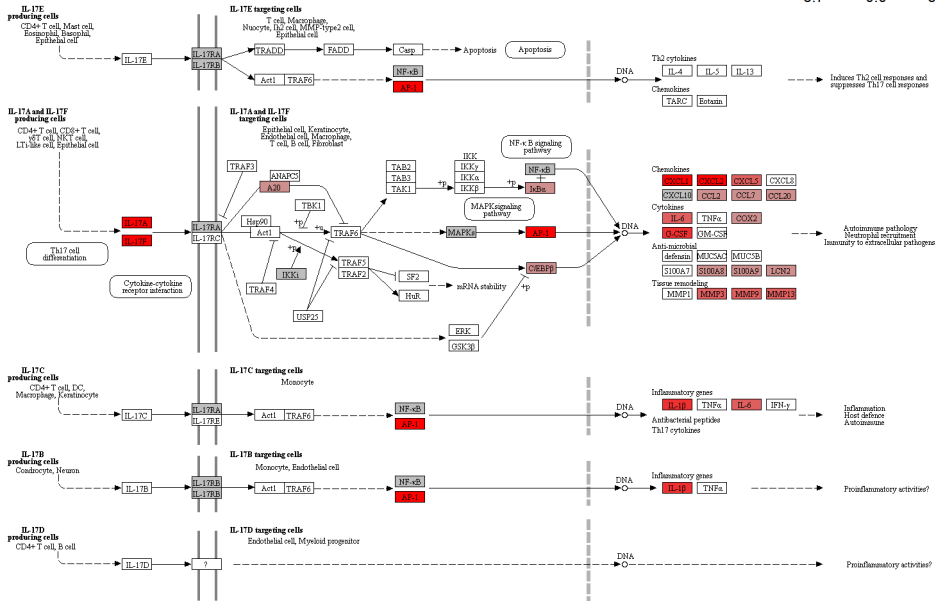 IL-17E
producing cells
CD4+ T cell, Mast cell,
Eosinophil, Basophil,
Epithelial cell
IL-17E
IL-17RA
IL-17RB
IL-17E targeting cells
T cell, Macrophage,
Nuocyte, Th2 cell, MMP-type2 cell,
Epithelial cell
TRADD
FADD
Casp
Apoptosis
Apoptosis
Act1
TRAF6
NF-κB
AP-1
DNA
Th2 cytokines
IL-4
IL-5
IL-13
Chemokines
TARC
Eotaxin
Induces Th2 cell responses and
suppresses Th17 cell responses
IL-17A and IL-17F
producing cells
CD4+ T cell, CD8+ T cell,
γδT cell, NKT cell,
LTi-like cell, Epithelial cell
IL-17A
IL-17F
Th17 cell
differentiation
Cytokine-cytokine
receptor interaction
IL-17RA
IL-17RC
IL-17A and IL-17F
targeting cells
Epithelial cell, Keratinocyte,
Endothelial cell, Macrophage,
T cell, B cell, Fibroblast
TRAF3
ANAPC5
A20
TBK1
+p
Hsp90
Act1
+u
TRAF6
+p
IKKi
TRAF4
TRAF5
TRAF2
USP25
SF2
HuR
mRNA stability
TAB2
TAB3
TAK1
+p
IKK
IKKγ
IKKα
IKKβ
+p
NF-κ B signaling
pathway
NF-κB
IκBα
MAPK signaling
pathway
MAPKs
AP-1
C/EBPβ
+p
ERK
GSK3β
DNA
Chemokines
CXCL1
CXCL2
CXCL5
CXCL8
CXCL10
CCL2
CCL7
CCL20
Cytokines
IL-6
TNFα
COX2
G-CSF
GM-CSF
Anti-microbial
defensin
MUC5AC
MUC5B
S100A7
S100A8
S100A9
LCN2
Tissue remodeling
MMP1
MMP3
MMP9
MMP13
Autoimmune pathology
Neutrophil recruitment
Immunity to extracellular pathogens
IL-17C
producing cells
CD4+ T cell, DC,
Macrophage, Keratinocyte
IL-17C
IL-17RA
IL-17RE
IL-17C targeting cells
Monocyte
Act1
TRAF6
NF-κB
AP-1
DNA
Inflammatory genes
IL-1β
TNFα
IL-6
IFN-γ
Antibacterial peptides
Th17 cytokines
Inflammation
Host defence
Autoimmune
IL-17B
producing cells
Condrocyte, Neuron
IL-17B
IL-17RB
IL-17RB
IL-17B targeting cells
Monocyte, Endothelial cell
Act1
TRAF6
NF-κB
AP-1
DNA
Inflammatory genes
IL-1β
TNFα
Proinflammatory activities?
IL-17D
producing cells
CD4+ T cell, B cell
IL-17D
?
IL-17D targeting cells
Endothelial cell, Myeloid progenitor
DNA
Proinflammatory activities?